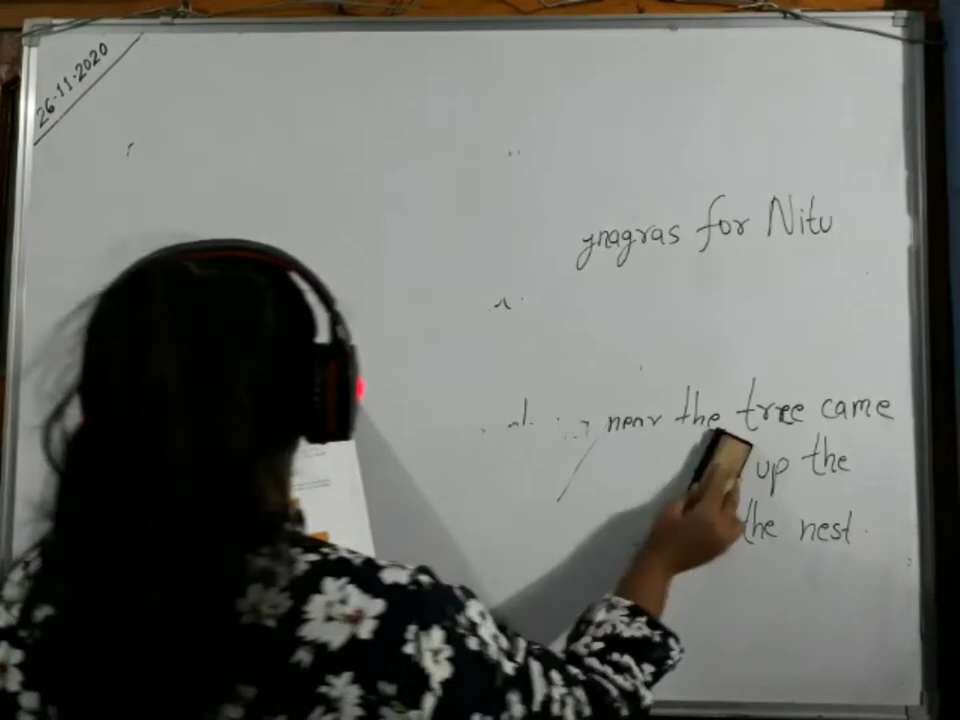 26.11.2020
ynagras for Nitu
near the tree came
up the
the nest.